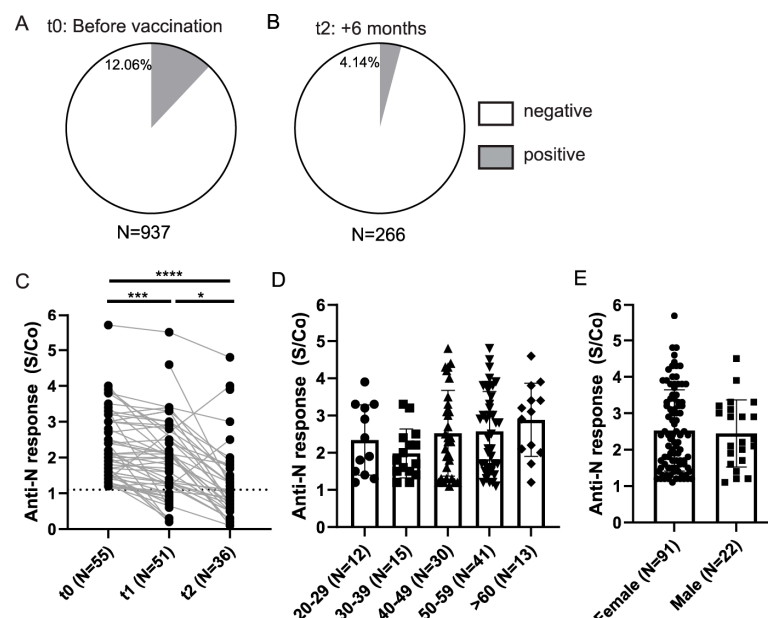 A
t0: Before vaccination
12.06%
N=937
B
t2: +6 months
4.14%
N=266
negative
positive
C
****
***
*
Anti-N response (S/Co)
6
5
4
3
2
1
0
t0 (N=55)
t1 (N=51)
t2 (N=36)
D
Anti-N response (S/Co)
6
5
4
3
2
1
0
20-29 (N=12)
30-39 (N=15)
40-49 (N=30)
50-59 (N=41)
>60 (N=13)
E
Anti-N response (S/Co)
6
5
4
3
2
1
0
Female (N=91)
Male (N=22)